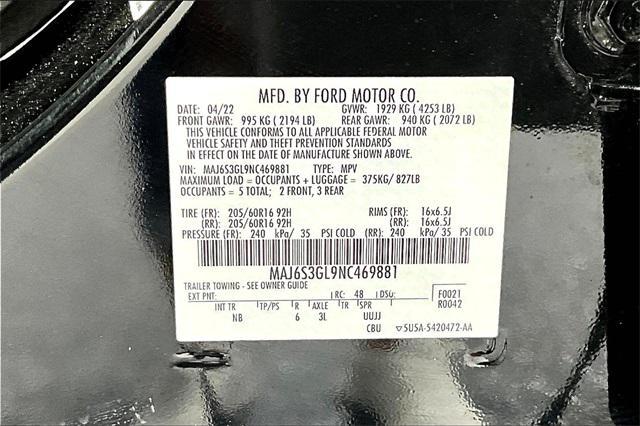 MFD. BY FORD MOTOR CO.
DATE: 04/22 GVWR: 1929 KG ( 4253 LB)
FRONT GAWR: 995 KG ( 2194 LB) REAR GAWR: 940 KG ( 2072 LB)
THIS VEHICLE CONFORMS TO ALL APPLICABLE FEDERAL MOTOR
VEHICLE SAFETY AND THEFT PREVENTION STANDARDS
IN EFFECT ON THE DATE OF MANUFACTURE SHOWN ABOVE.
VIN: MAJ6S3GL9NC469881 TYPE: MPV
MAXIMUM LOAD = OCCUPANTS + LUGGAGE = 375KG/ 827LB
OCCUPANTS = 5 TOTAL; 2 FRONT, 3 REAR
TIRE (FR): 205/60R16 92H RIMS (FR): 16x6.5J
(RR): 205/60R16 92H (RR): 16x6.5J
PRESSURE (FR): 240 kPa/ 35 PSI COLD (RR): 240 kPa/ 35 PSI COLD
MAJ6S3GL9NC469881
TRAILER TOWING - SEE OWNER GUIDE
EXT PNT: RC: 48 DSO: F0021
R0042
INT TR TP/PS R AXLE TR SPR
NB 6 3L UUJJ
CBU 5U5A-5420472-AA